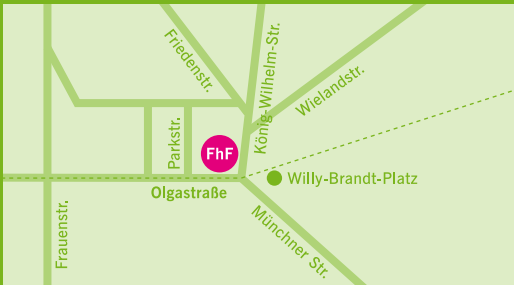 Friedenstr.
König-Wilhelm-Str.
Wielandstr.
Parkstr.
FhF
Willy-Brandt-Platz
Olgastraße
Frauenstr.
Münchner Str.